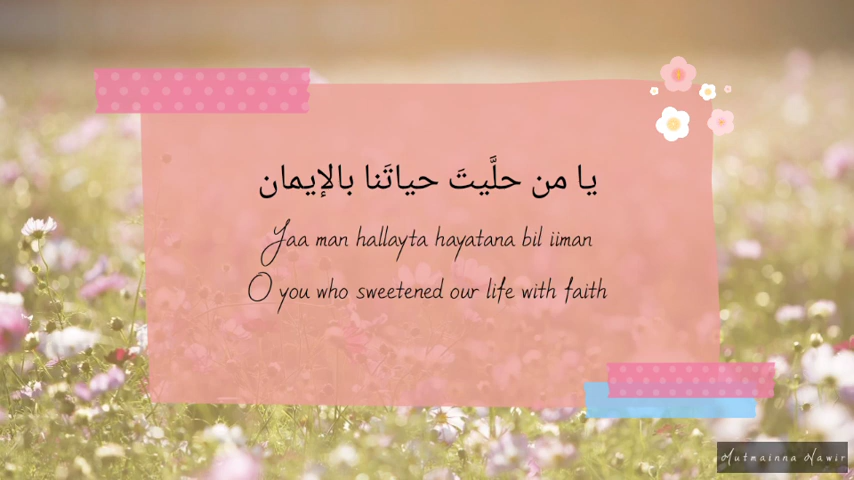 يا من حلَّيتَ حياتَنا بالإيمان
Jaa man hallayta hayatana bil iiman
O you who sweetened our life with faith
Mutmainna Nawir